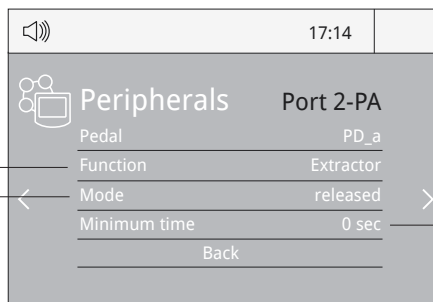 17:14
Peripherals Port 2-PA
Pedal PD_a
Function Extractor
Mode released
Minimum time 0 sec
Back